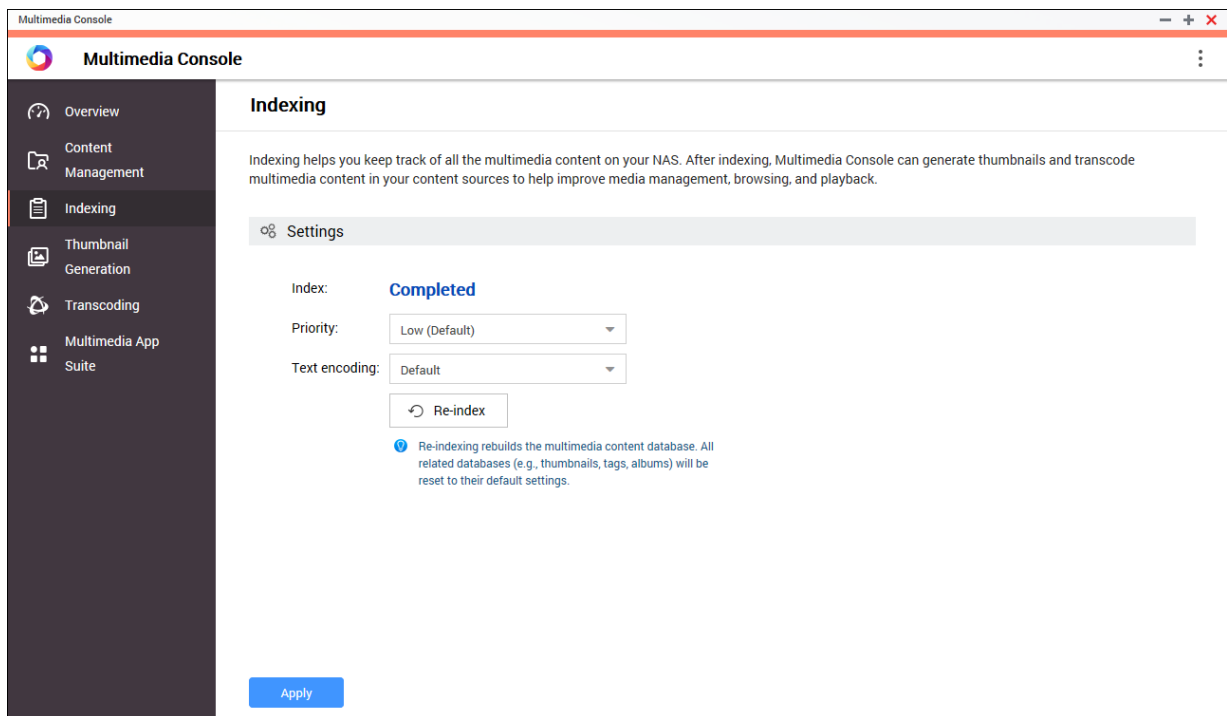 Multimedia Console
Multimedia Console
Overview
Content
Management
Indexing
Thumbnail
Generation
Transcoding
Multimedia App
Suite
Indexing
Indexing helps you keep track of all the multimedia content on your NAS. After indexing, Multimedia Console can generate thumbnails and transcode
multimedia content in your content sources to help improve media management, browsing, and playback.
Settings
Index: Completed
Priority: Low (Default)
Text encoding: Default
Re-index
Re-indexing rebuilds the multimedia content database. All
related databases (e.g., thumbnails, tags, albums) will be
reset to their default settings.
Apply